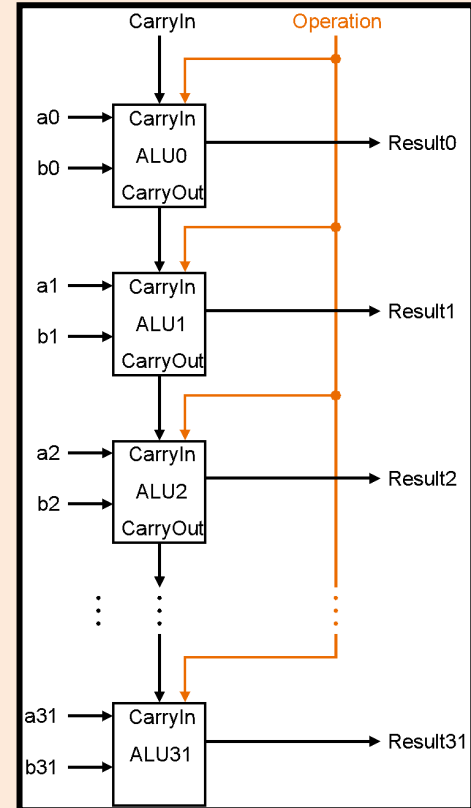 CarryIn Operation
a0 CarryIn
ALU0 Result0
b0
CarryOut
a1 CarryIn
ALU1 Result1
b1
CarryOut
a2 CarryIn
ALU2 Result2
b2
CarryOut
a31 CarryIn
ALU31 Result31
b31